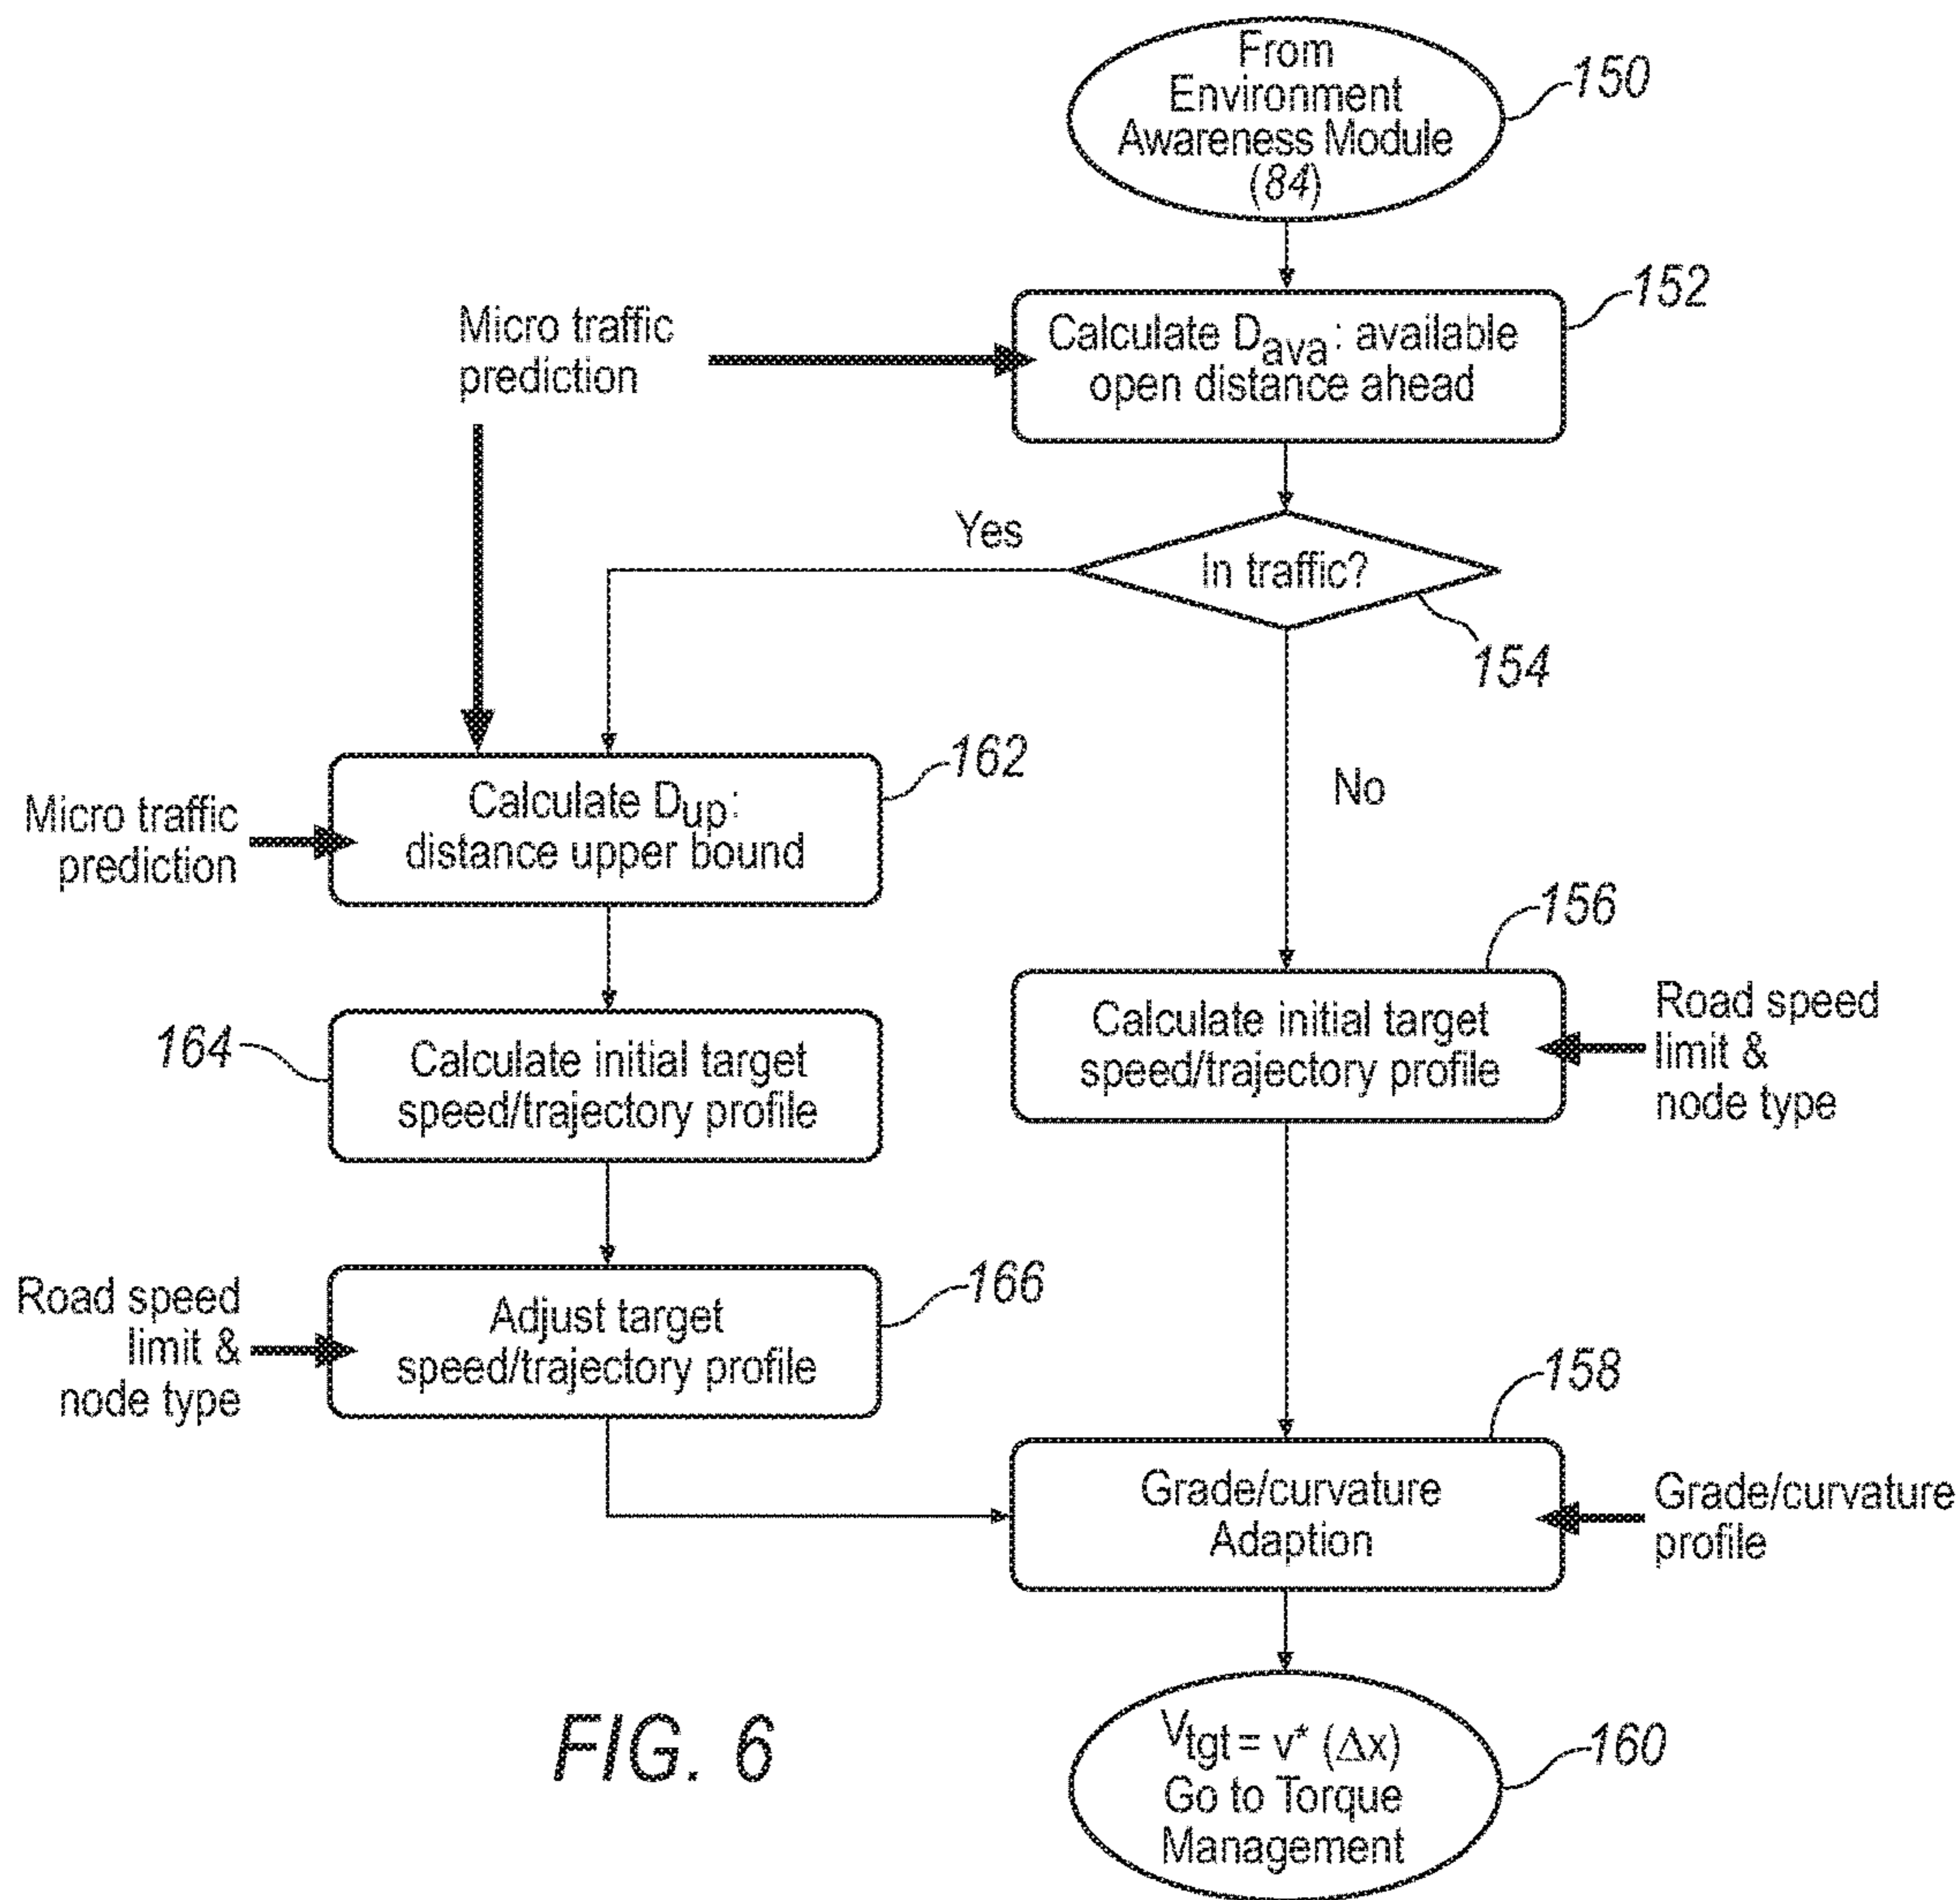 From
Environment
Awareness Module
(84)
150
Micro traffic
prediction
Calculate Dava: available
open distance ahead
152
Yes
In traffic?
154
No
Micro traffic
prediction
Calculate Dup:
distance upper bound
162
156
Calculate initial target
speed/trajectory profile
Road speed
limit &
node type
164
Calculate initial target
speed/trajectory profile
Road speed
limit &
node type
Adjust target
speed/trajectory profile
166
158
Grade/curvature
Adaption
Grade/curvature
profile
Vtgt = v* (Δx)
Go to Torque
Management
160
FIG. 6